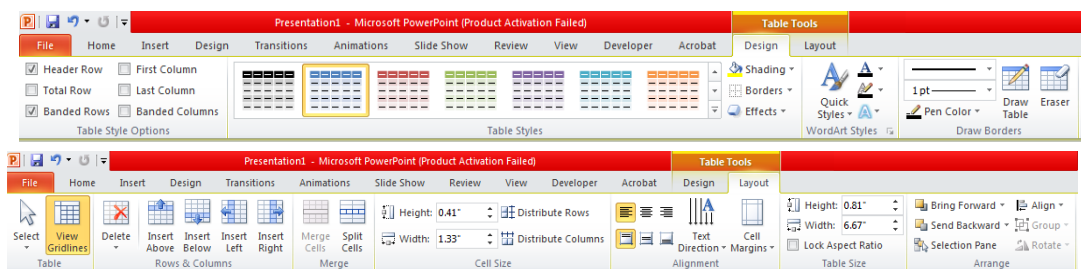 Presentation1 - Microsoft PowerPoint (Product Activation Failed) Table Tools
File Home Insert Design Transitions Animations Slide Show Review View Developer Acrobat Design Layout
Header Row First Column Shading A
Total Row Last Column Borders 1 pt
Banded Rows Banded Columns Effects Quick Styles A Pen Color Draw Table Eraser
Table Style Options Table Styles WordArt Styles Draw Borders
Presentation1 - Microsoft PowerPoint (Product Activation Failed) Table Tools
File Home Insert Design Transitions Animations Slide Show Review View Developer Acrobat Design Layout
Height: 0.41" Distribute Rows Height: 0.81" Bring Forward Align
Select View Gridlines Delete Insert Above Insert Below Insert Left Insert Right Merge Cells Split Cells Width: 1.33" Distribute Columns Text Direction Cell Margins Width: 6.67" Send Backward Group
Lock Aspect Ratio Selection Pane Rotate
Table Rows & Columns Merge Cell Size Alignment Table Size Arrange